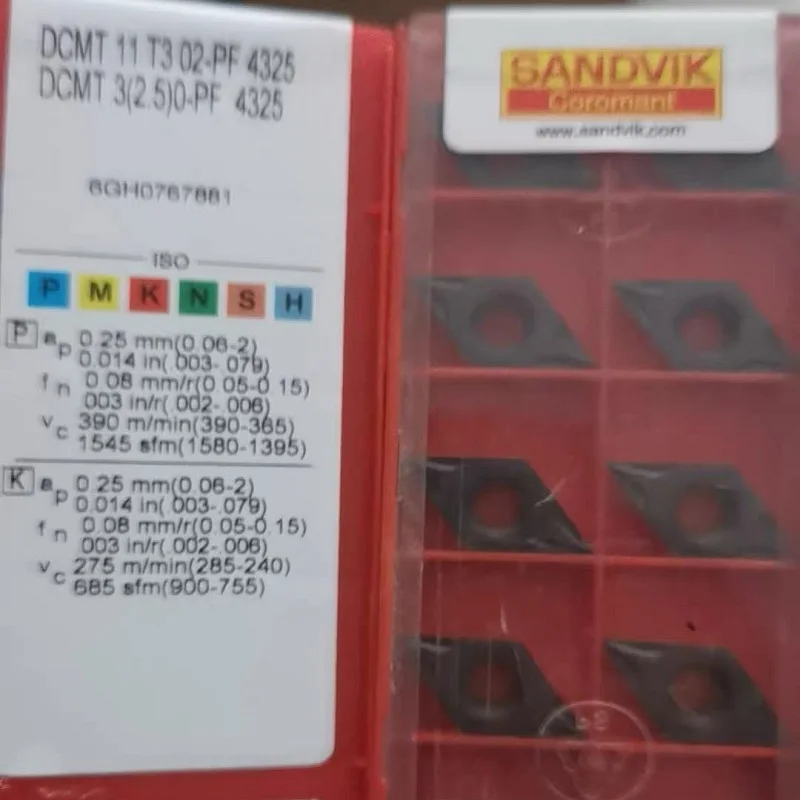 DCMT 11 T3 02-PF 4325
DCMT 3(2.5)0-PF 4325
6GH0767881
ISO
P M K N S H
P ap 0.25 mm(0.06-2)
0.014 in(.003-.079)
fn 0.08 mm/r(0.05-0.15)
.003 in/r(.002-.006)
vc 390 m/min(390-365)
1545 sfm(1580-1395)
K ap 0.25 mm(0.06-2)
0.014 in(.003-.079)
fn 0.08 mm/r(0.05-0.15)
.003 in/r(.002-.006)
vc 275 m/min(285-240)
685 sfm(900-755)
SANDVIK
Coromant
www.sandvik.com